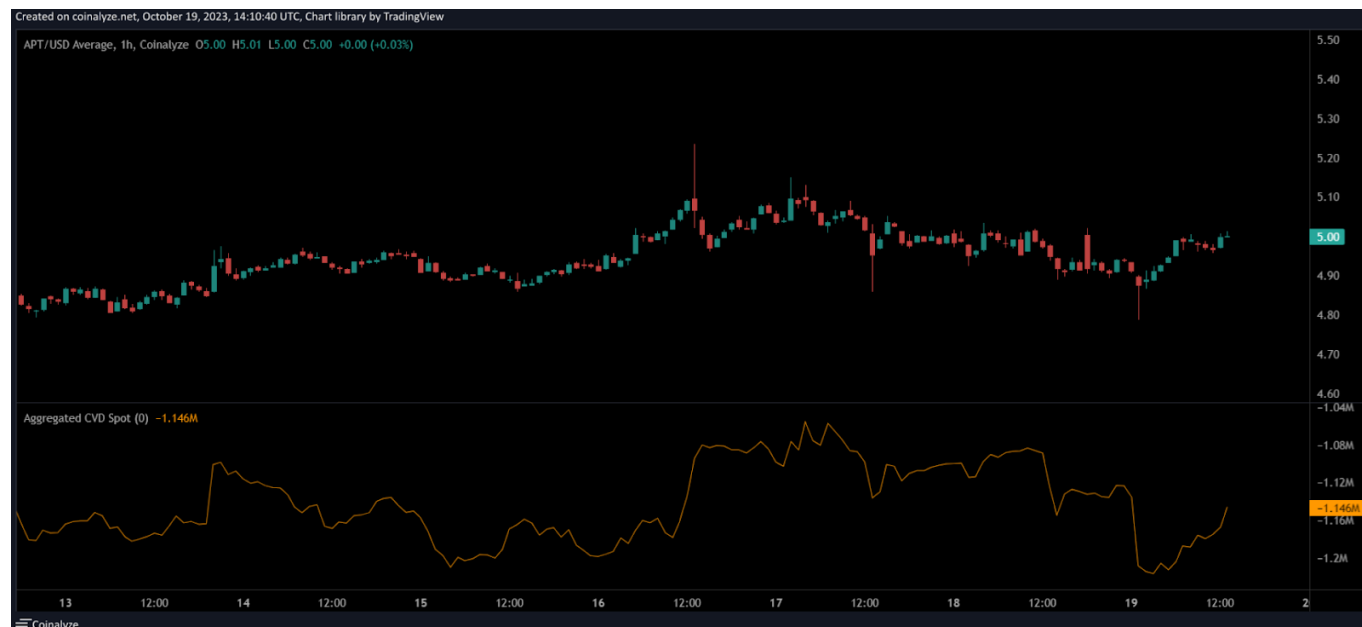 Created on coinalyze.net, October 19, 2023, 14:10:40 UTC, Chart library by TradingView
APT/USD Average, 1h, Coinalyze O5.00 H5.01 L5.00 C5.00 +0.00 (+0.03%)
5.50
5.40
5.30
5.20
5.10
5.00
4.90
4.80
4.70
4.60
Aggregated CVD Spot (0) −1.146M
−1.04M
−1.08M
−1.12M
−1.146M
−1.16M
−1.2M
13 12:00 14 12:00 15 12:00 16 12:00 17 12:00 18 12:00 19 12:00 2
Coinalyze